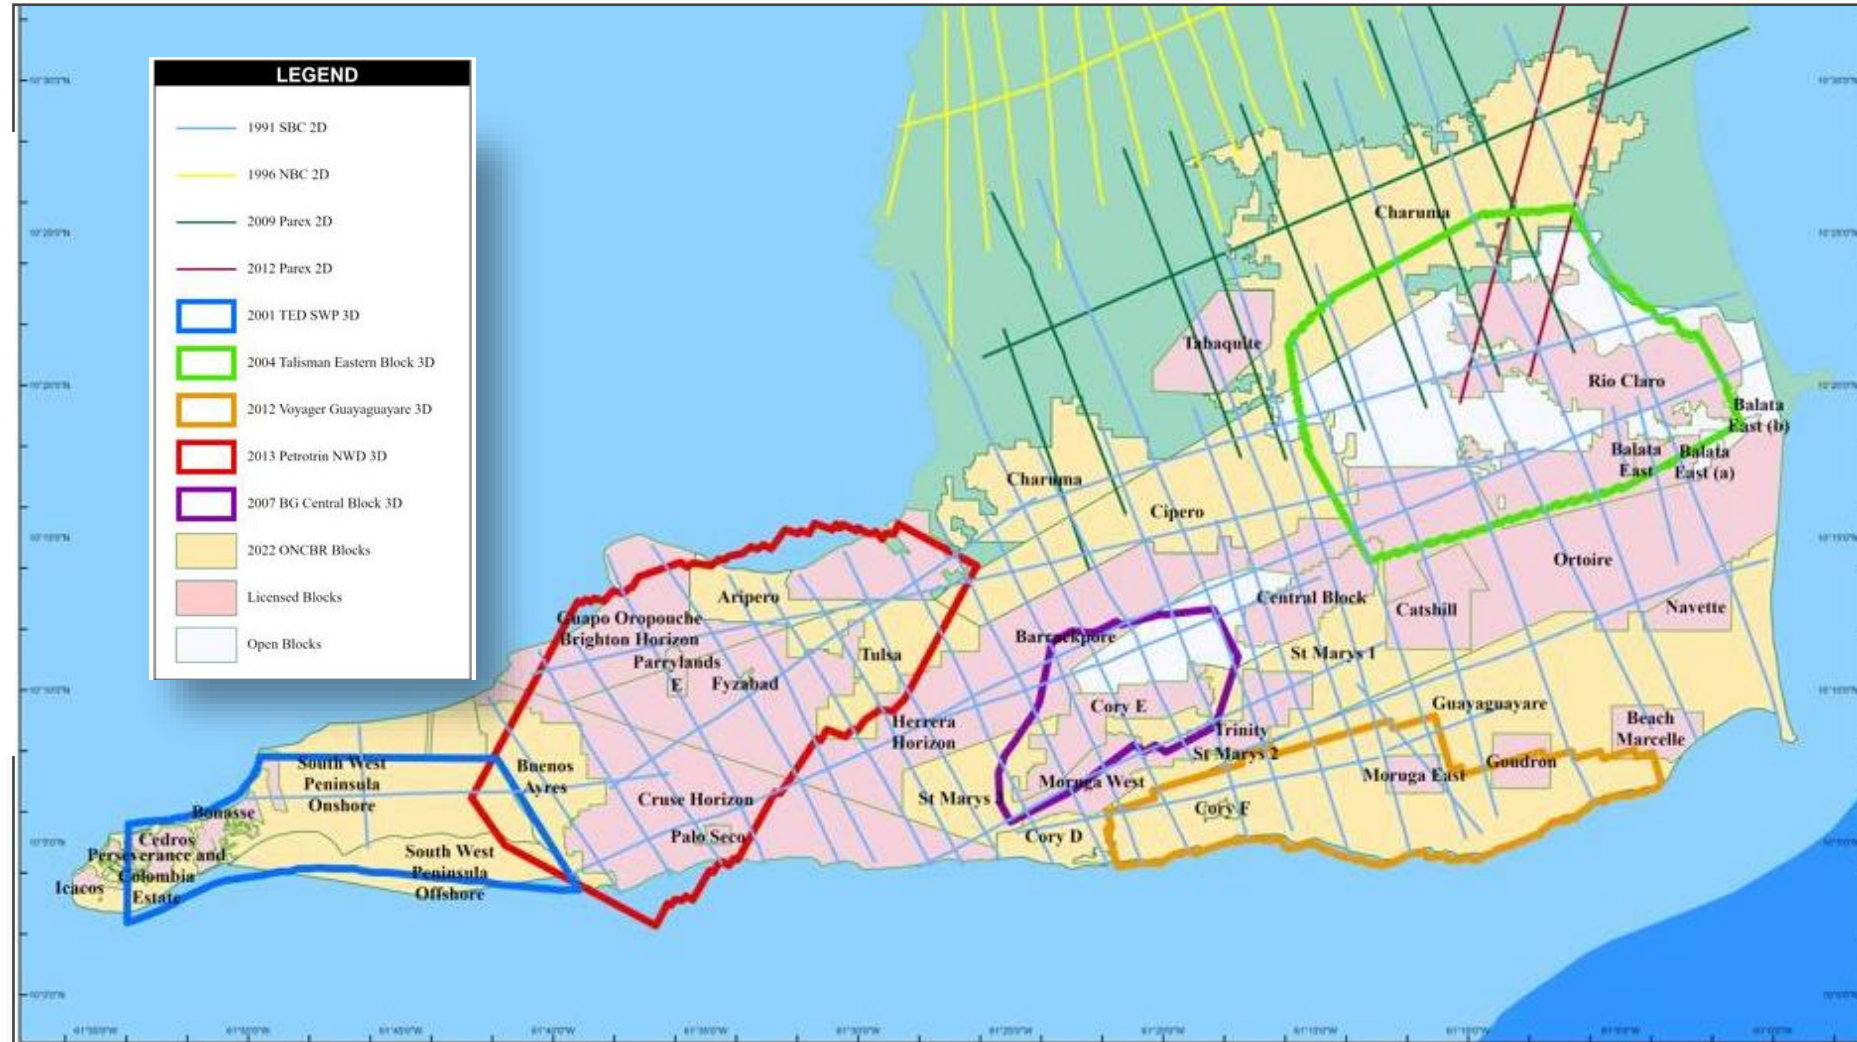 LEGEND
1991 SBC 2D
1996 NBC 2D
2009 Parex 2D
2012 Parex 2D
2001 TED SWP 3D
2004 Talisman Eastern Block 3D
2012 Voyager Guayaguayare 3D
2013 Petrotrin NWD 3D
2007 BG Central Block 3D
2022 ONCBR Blocks
Licensed Blocks
Open Blocks
Charuma
Tabaquite
Rio Claro
Balata
East (b)
Balata
East
Balata
East (a)
Charuma
Cipero
Ortoire
Aripero
Central Block
Catshill
Navette
Guapo Oropouche
Brighton Horizon
Barrackpore
Parrylands
E
Fyzabad
Tulsa
St Marys 1
Cory E
Guayaguayare
Herrera
Horizon
Trinity
Beach
Marcelle
St Marys 2
South West
Peninsula
Onshore
Buenos
Ayres
Moruga West
Moruga East
Goudron
Cruse Horizon
St Marys
Cory F
Bonasse
Palo Seco
Cory D
Cedros
Perseverance and
Colombia
Estate
South West
Peninsula
Offshore
Icacos